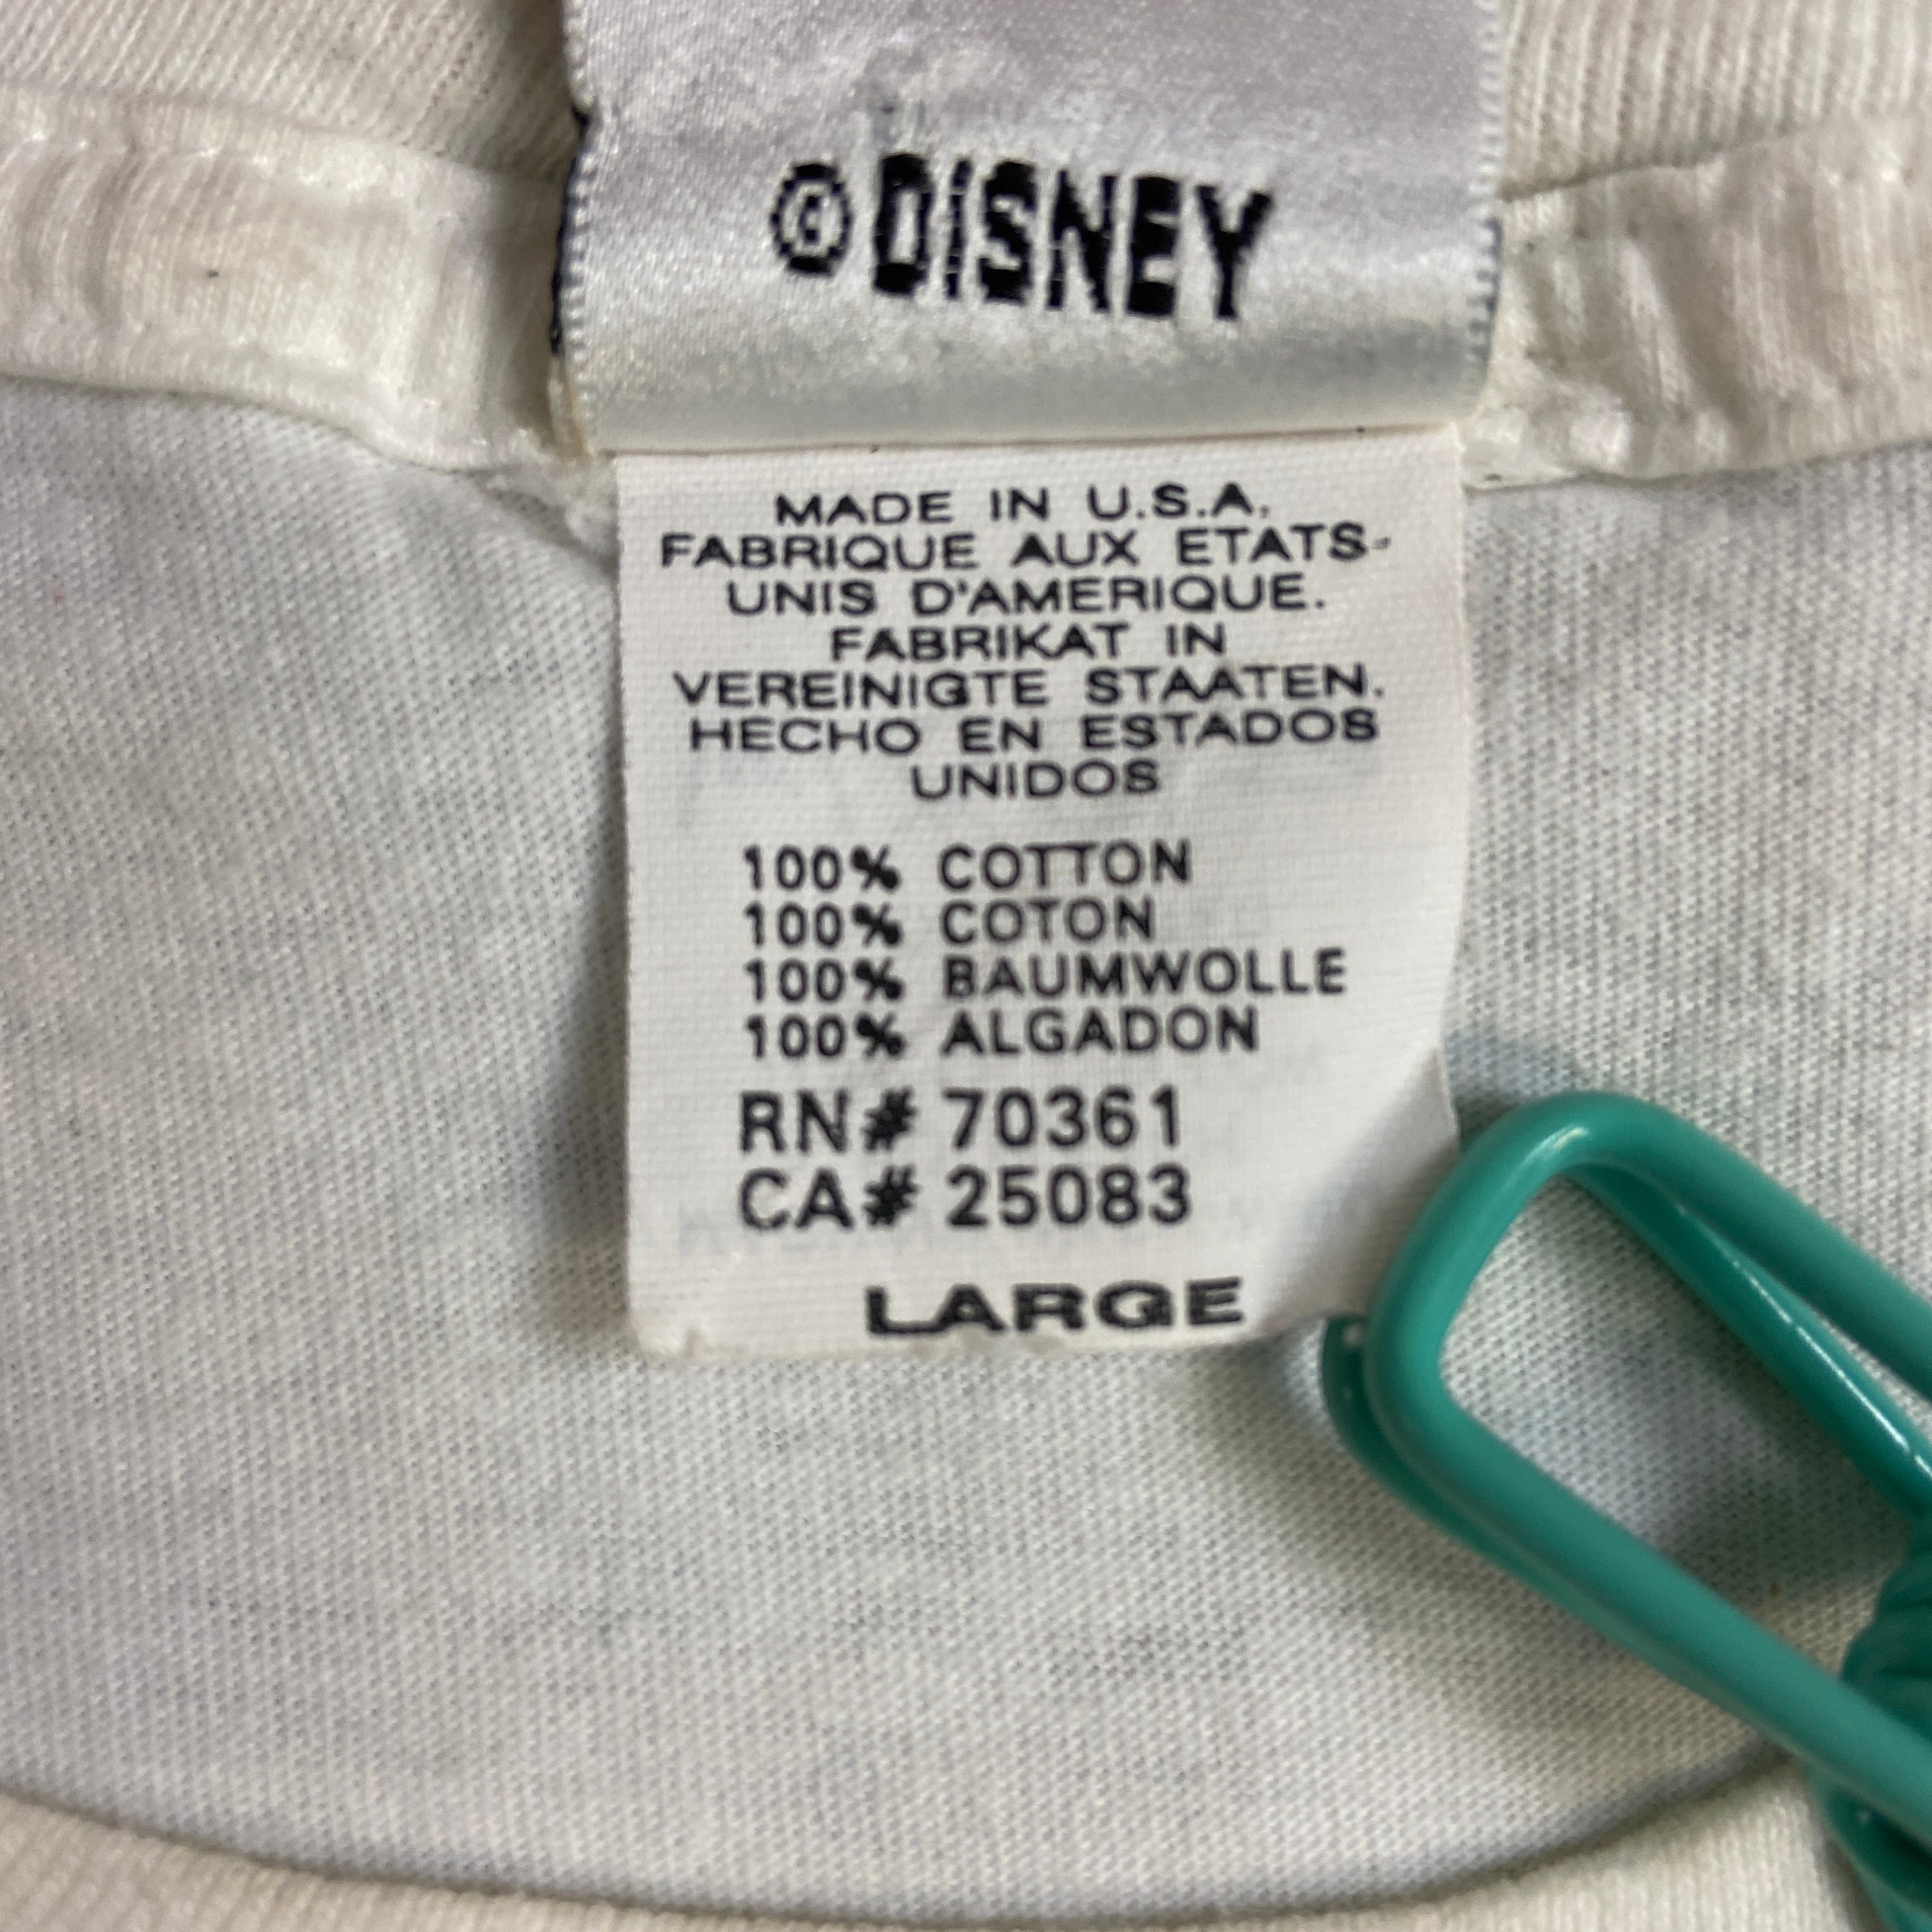 ©DISNEY
MADE IN U.S.A.
FABRIQUE AUX ETATS-
UNIS D'AMERIQUE.
FABRIKAT IN
VEREINIGTE STAATEN.
HECHO EN ESTADOS
UNIDOS
100% COTTON
100% COTON
100% BAUMWOLLE
100% ALGADON
RN# 70361
CA# 25083
LARGE